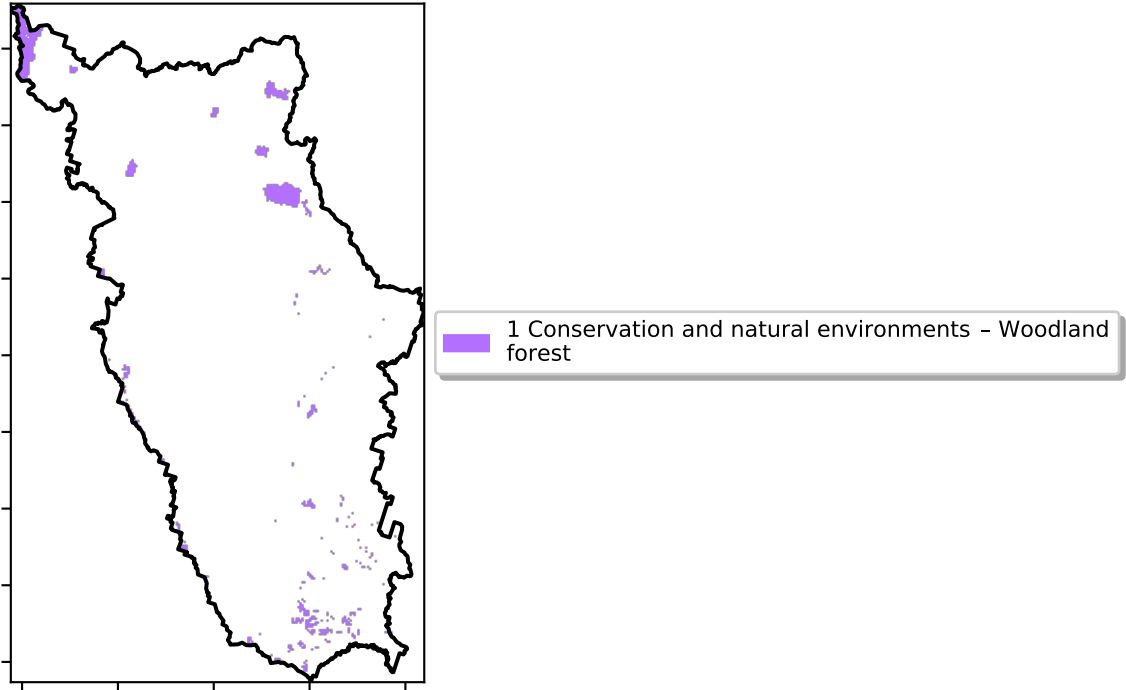 1 Conservation and natural environments – Woodland
forest